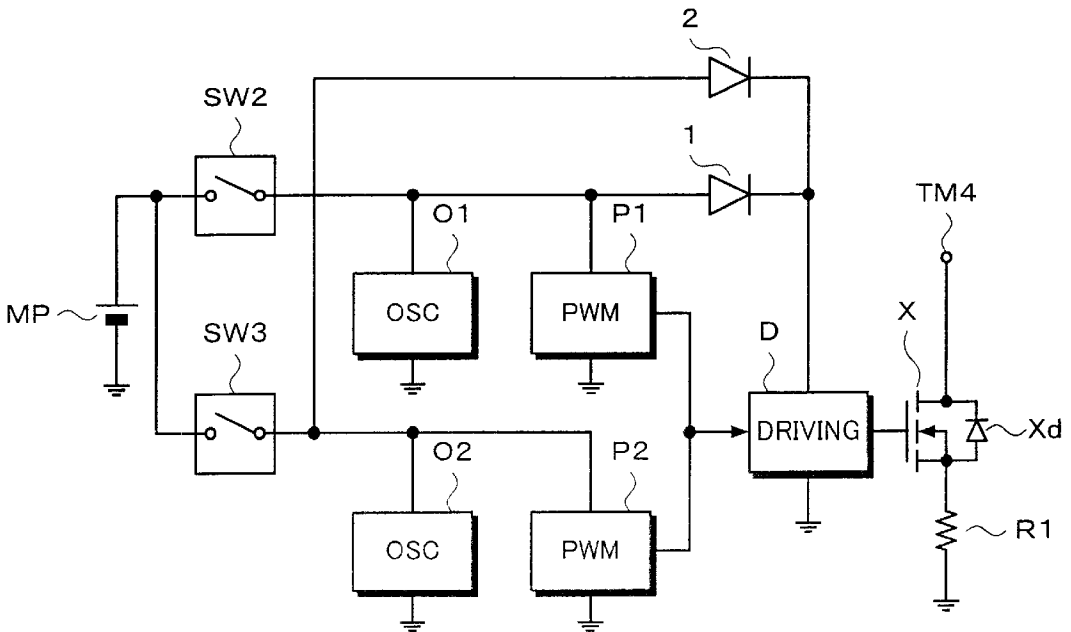 2
SW2
1
O1
P1
TM4
MP
OSC
PWM
X
SW3
D
DRIVING
Xd
O2
P2
OSC
PWM
R1